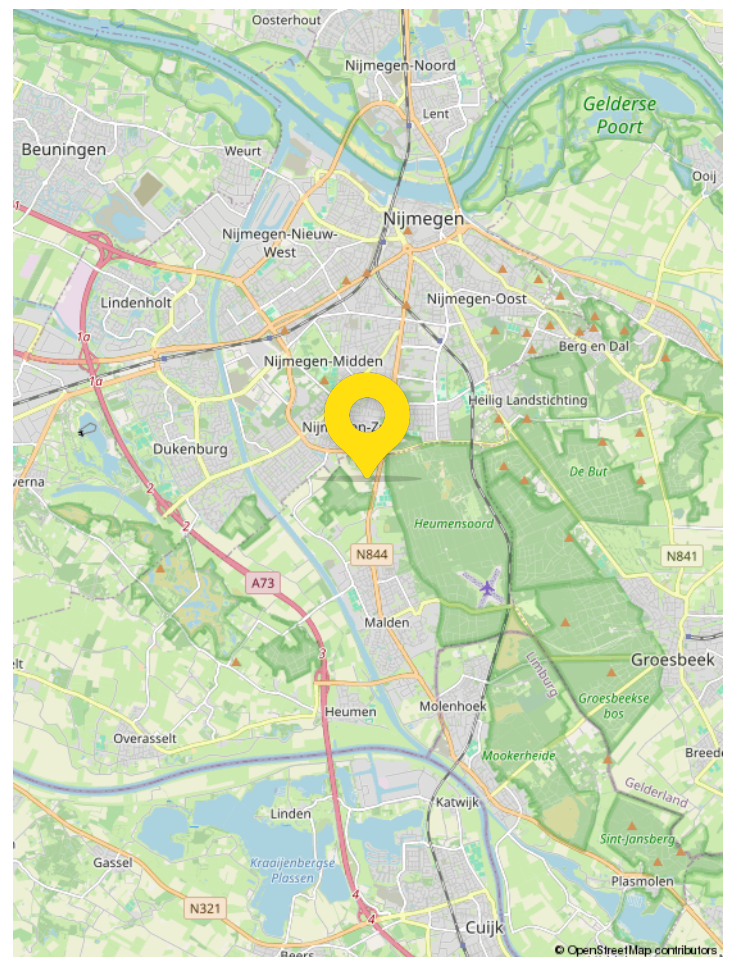 Oosterhout
Nijmegen-Noord
Gelderse
Poort
Lent
Beuningen
Weurt
Ooij
1
Nijmegen
Nijmegen-Nieuw-
West
Lindenholt
Nijmegen-Oost
1a
Berg en Dal
Nijmegen-Midden
1a
Heilig Landstichting
Dukenburg
De But
2
Heumensoord
2
N844
N841
A73
Malden
3
Limburg
Groesbeek
Groesbeekse
bos
Molenhoek
Heumen
Overasselt
Mookerheide
Gelderland
Katwijk
Linden
Sint-Jansberg
Gassel
Kraaijenbergse
Plassen
Plasmolen
4
N321
4
Cuijk
© OpenStreetMap contributors